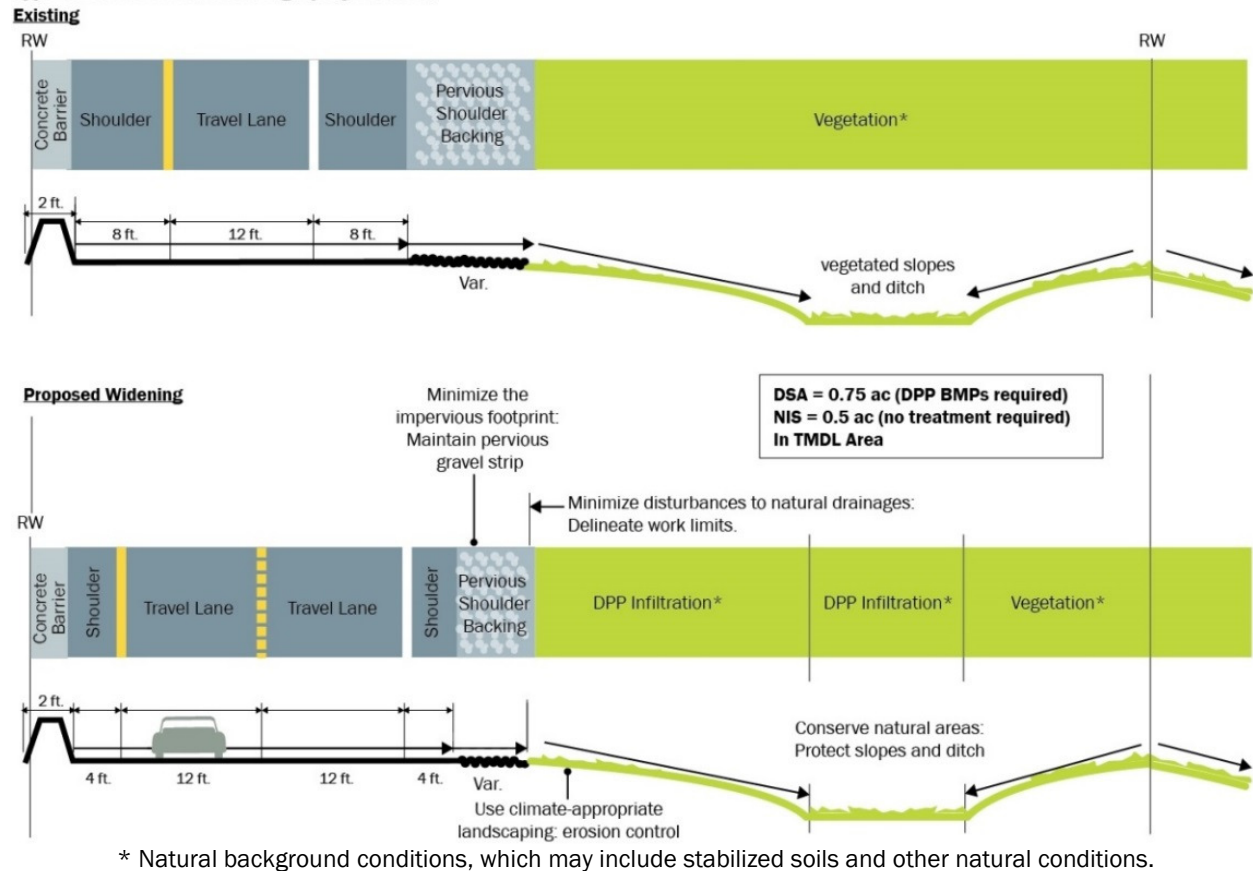 Existing
RW
RW
Concrete
Barrier
Shoulder
Travel Lane
Shoulder
Pervious
Shoulder
Backing
Vegetation*
2 ft.
8 ft.
12 ft.
8 ft.
Var.
vegetated slopes
and ditch
Proposed Widening
Minimize the
impervious footprint:
Maintain pervious
gravel strip
DSA = 0.75 ac (DPP BMPs required)
NIS = 0.5 ac (no treatment required)
In TMDL Area
Minimize disturbances to natural drainages:
Delineate work limits.
RW
Concrete
Barrier
Shoulder
Travel Lane
Travel Lane
Shoulder
Pervious
Shoulder
Backing
DPP Infiltration*
DPP Infiltration*
Vegetation*
2 ft.
4 ft.
12 ft.
12 ft.
4 ft.
Var.
Conserve natural areas:
Protect slopes and ditch
Use climate-appropriate
landscaping: erosion control
* Natural background conditions, which may include stabilized soils and other natural conditions.